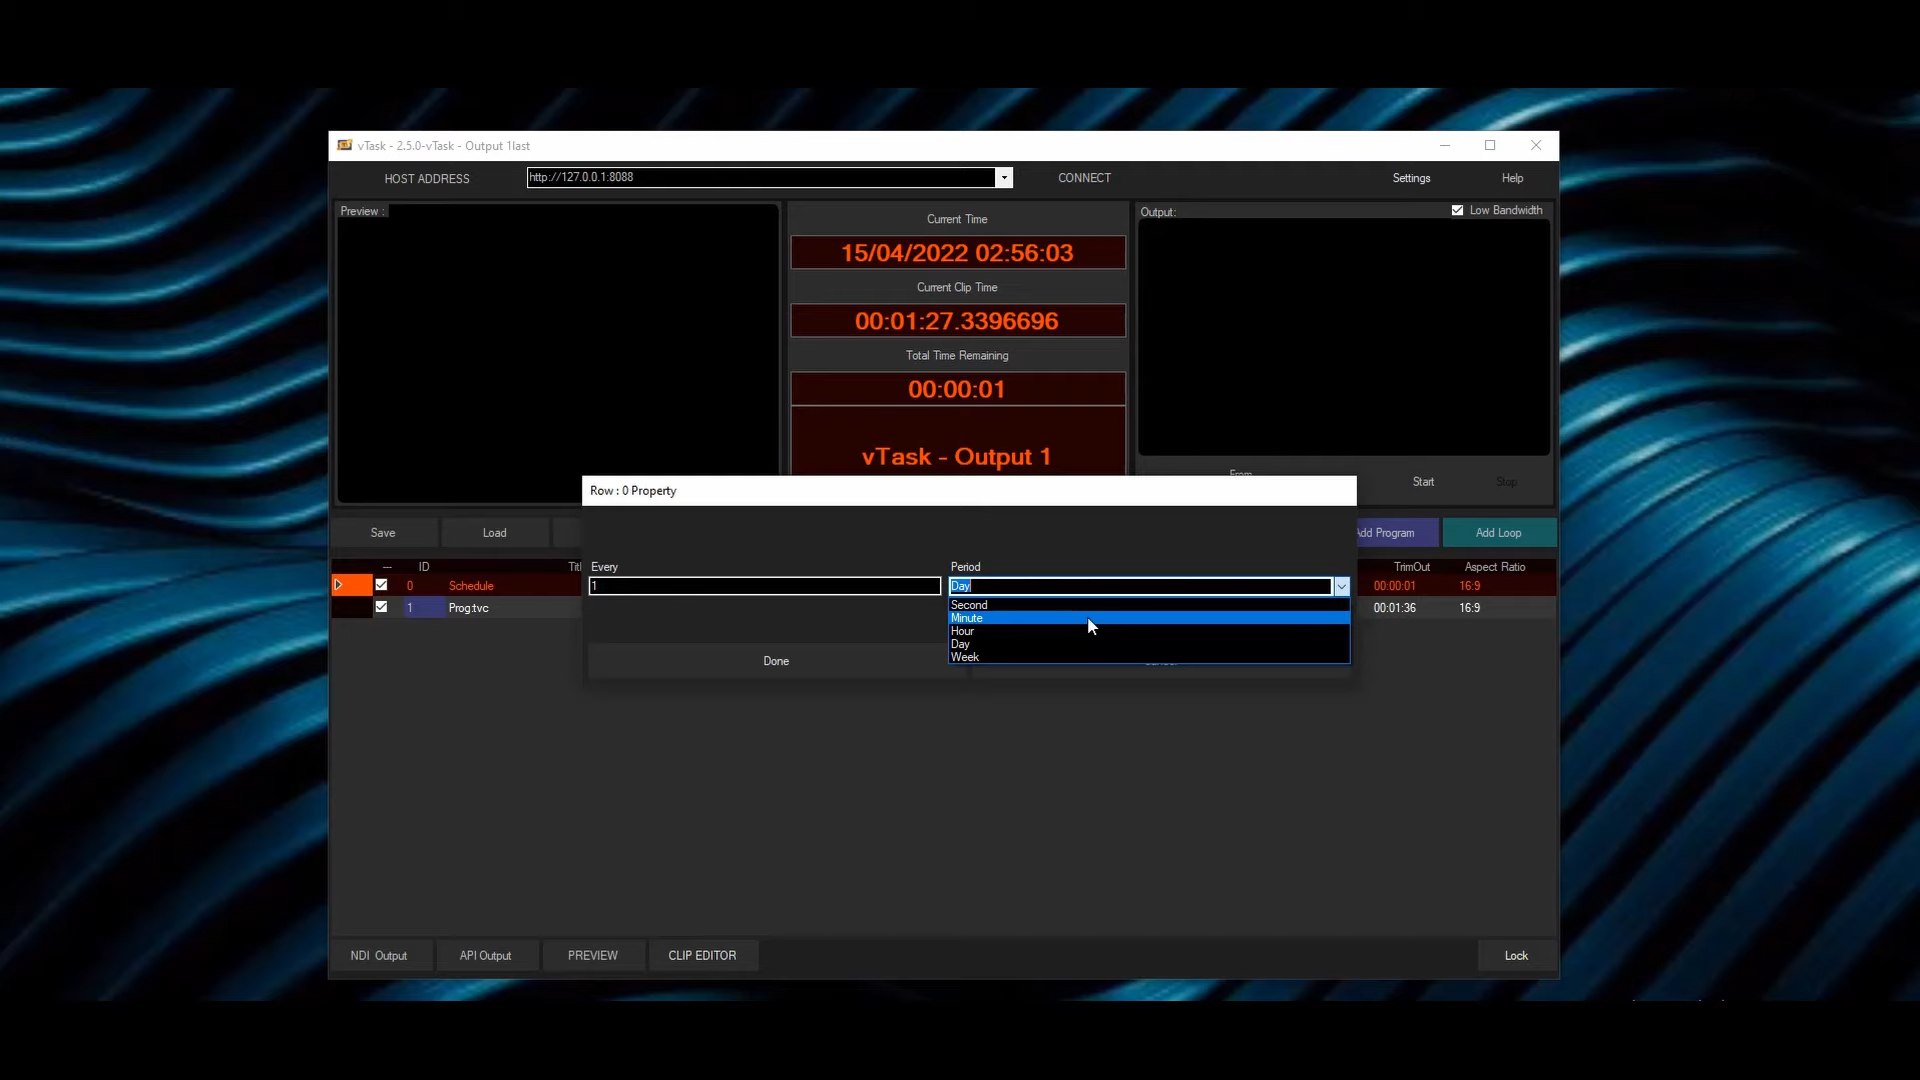 vTask - 2.5.0-vTask - Output 1last
HOST ADDRESS
http://127.0.0.1:8088
CONNECT
Settings
Help
Preview :
Current Time
15/04/2022 02:56:03
Current Clip Time
00:01:27.3396696
Total Time Remaining
00:00:01
vTask - Output 1
Output:
Low Bandwidth
From
Start
Stop
Row : 0 Property
Save
Load
Add Program
Add Loop
--- ID Titl
TrimOut Aspect Ratio
0 Schedule
00:00:01 16:9
1 Prog.tvc
00:01:36 16:9
Every
1
Period
Day
Second
Minute
Hour
Day
Week
Done
NDI Output
API Output
PREVIEW
CLIP EDITOR
Lock